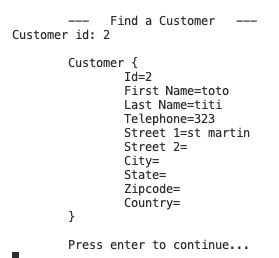 ---   Find a Customer   ---
Customer id: 2
Customer {
Id=2
First Name=toto
Last Name=titi
Telephone=323
Street 1=st martin
Street 2=
City=
State=
Zipcode=
Country=
}
Press enter to continue...